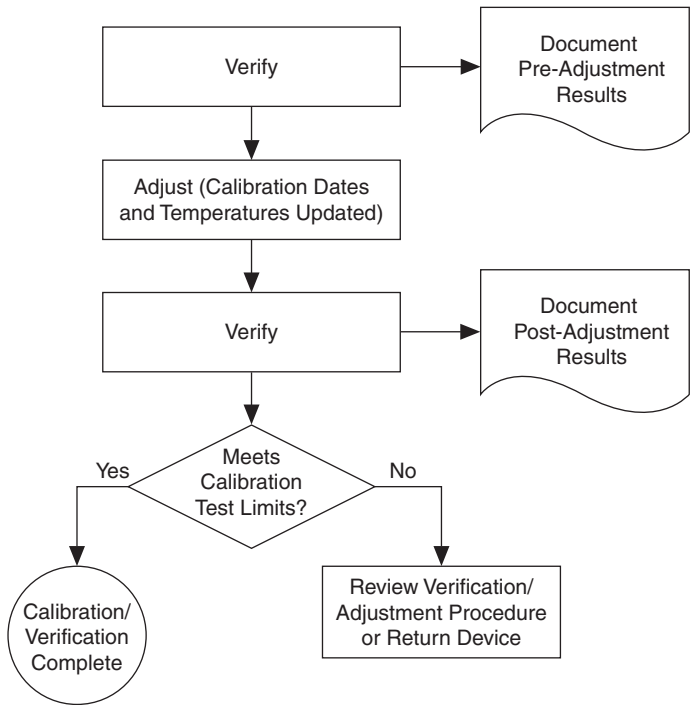 Verify
Document
Pre-Adjustment
Results
Adjust (Calibration Dates
and Temperatures Updated)
Verify
Document
Post-Adjustment
Results
Meets
Calibration
Test Limits?
Yes
No
Calibration/
Verification
Complete
Review Verification/
Adjustment Procedure
or Return Device